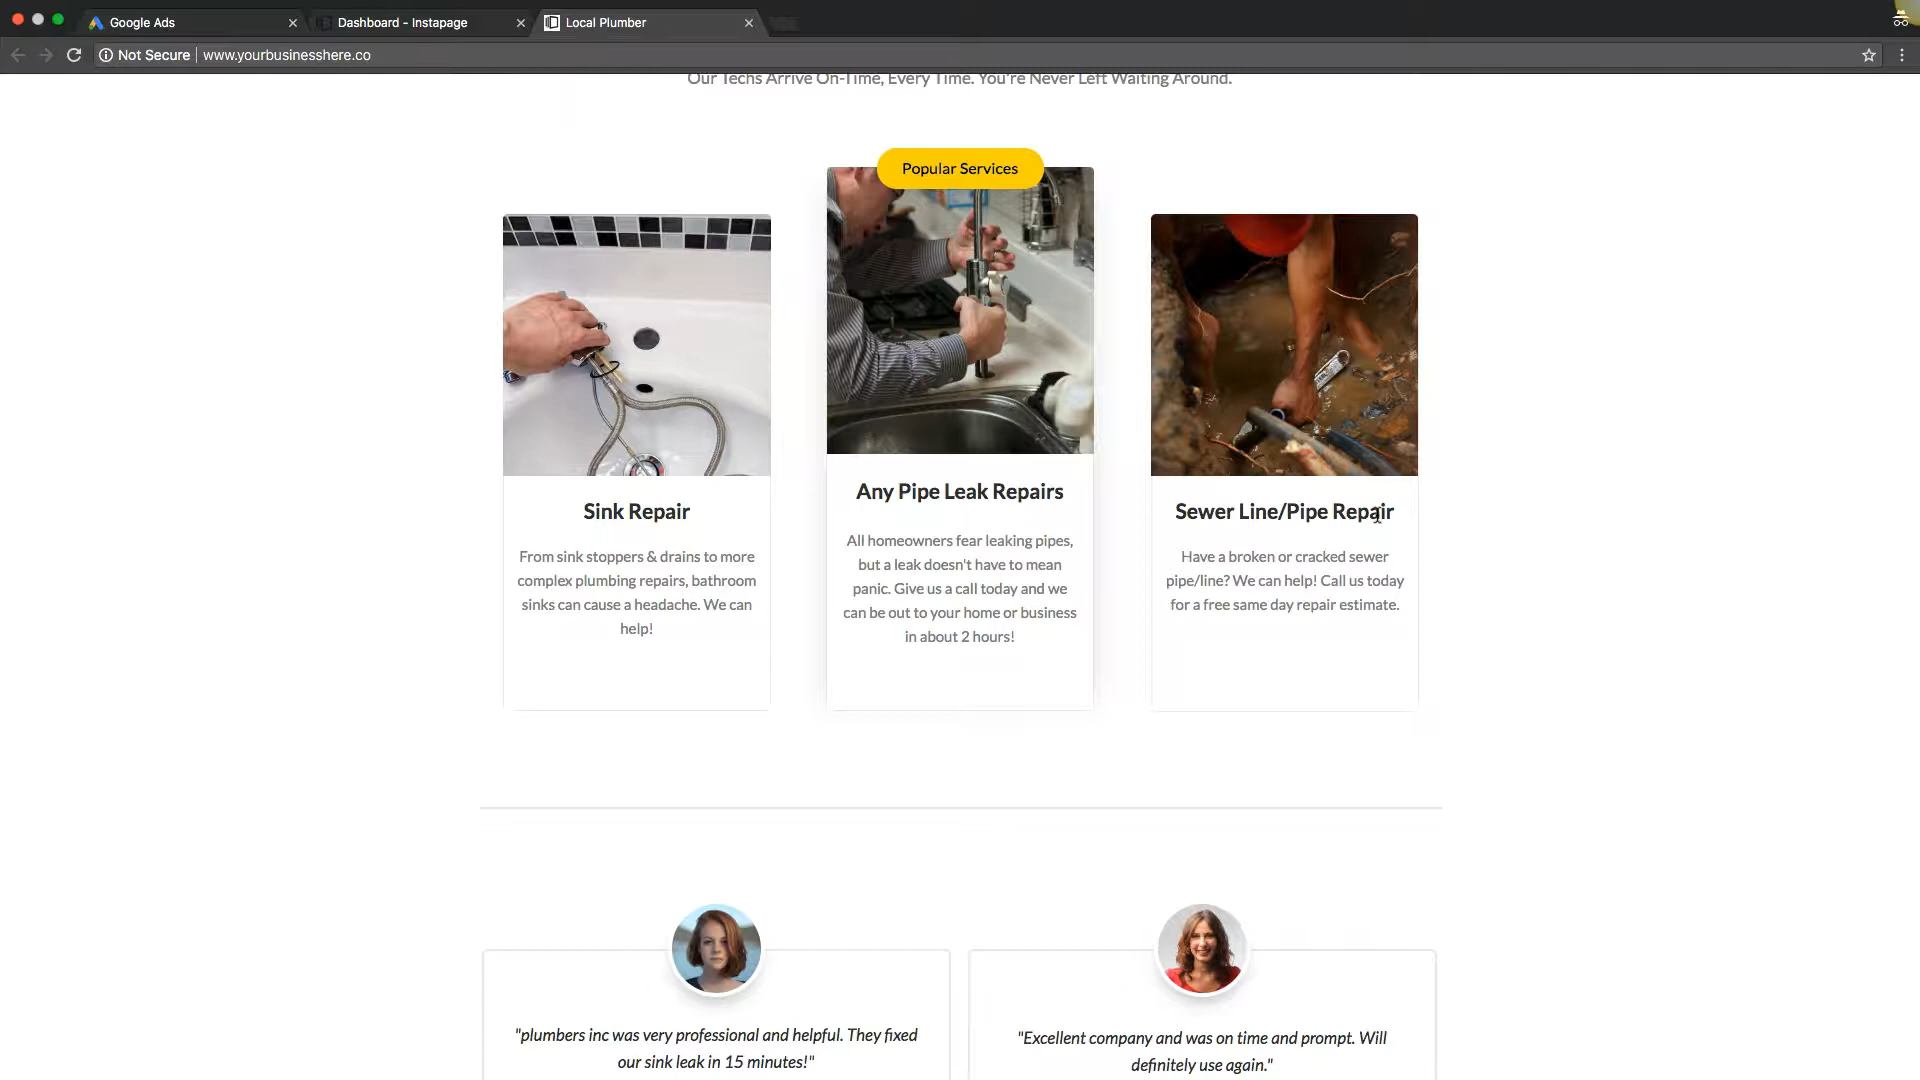 Google Ads
Dashboard - Instapage
Local Plumber
Not Secure | www.yourbusinesshere.co
Our Techs Arrive On-Time, Every Time. You're Never Left Waiting Around.
Popular Services
Sink Repair
From sink stoppers & drains to more
complex plumbing repairs, bathroom
sinks can cause a headache. We can
help!
Any Pipe Leak Repairs
All homeowners fear leaking pipes,
but a leak doesn't have to mean
panic. Give us a call today and we
can be out to your home or business
in about 2 hours!
Sewer Line/Pipe Repair
Have a broken or cracked sewer
pipe/line? We can help! Call us today
for a free same day repair estimate.
"plumbers inc was very professional and helpful. They fixed
our sink leak in 15 minutes!"
"Excellent company and was on time and prompt. Will
definitely use again."